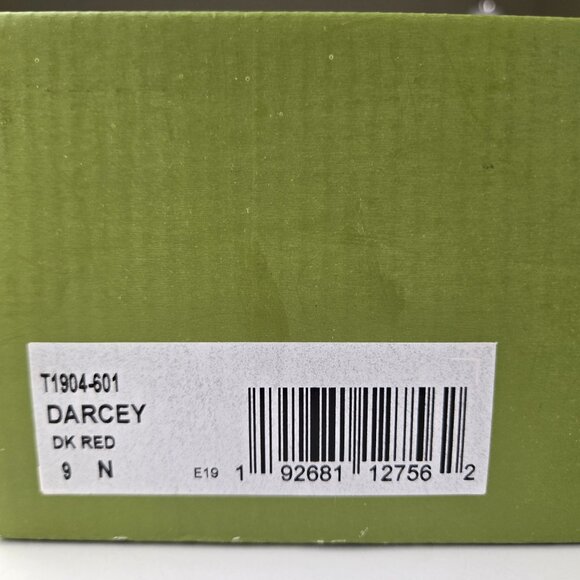 T1904-601
DARCEY
DK RED
9 N
E19 1 92681 12756 2